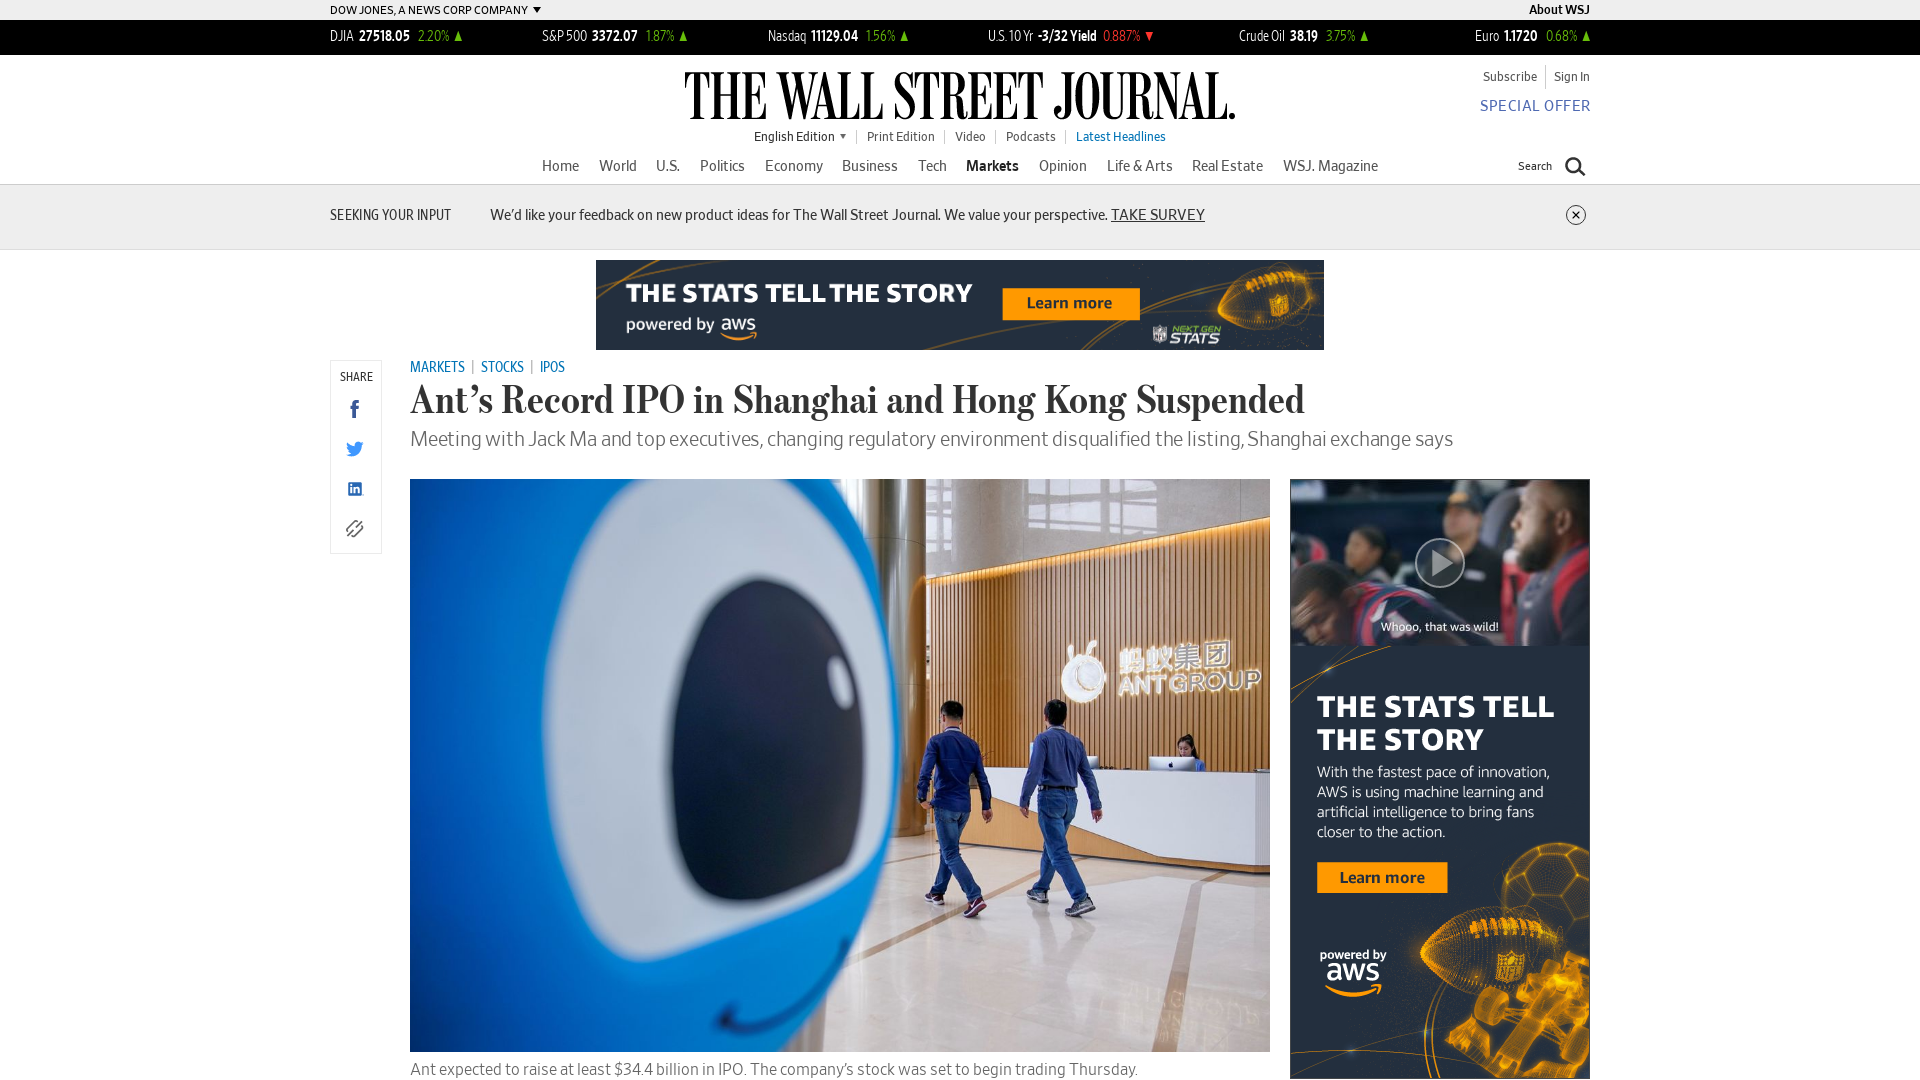 DOW JONES, A NEWS CORP COMPANY
About WSJ
DJIA 27518.05 2.20%
S&P 500 3372.07 1.87%
Nasdaq 11129.04 1.56%
U.S. 10 Yr -3/32 Yield 0.887%
Crude Oil 38.19 3.75%
Euro 1.1720 0.68%
THE WALL STREET JOURNAL.
Subscribe Sign In
SPECIAL OFFER
English Edition Print Edition Video Podcasts Latest Headlines
Home World U.S. Politics Economy Business Tech Markets Opinion Life & Arts Real Estate WSJ. Magazine
Search
SEEKING YOUR INPUT
We'd like your feedback on new product ideas for The Wall Street Journal. We value your perspective. TAKE SURVEY
THE STATS TELL THE STORY
powered by aws
Learn more
NFL
NEXT GEN
STATS
SHARE
MARKETS | STOCKS | IPOS
Ant's Record IPO in Shanghai and Hong Kong Suspended
Meeting with Jack Ma and top executives, changing regulatory environment disqualified the listing, Shanghai exchange says
蚂蚁集团
ANT GROUP
Ant expected to raise at least $34.4 billion in IPO. The company's stock was set to begin trading Thursday.
Whooo, that was wild!
THE STATS TELL
THE STORY
With the fastest pace of innovation,
AWS is using machine learning and
artificial intelligence to bring fans
closer to the action.
Learn more
NFL
powered by
aws